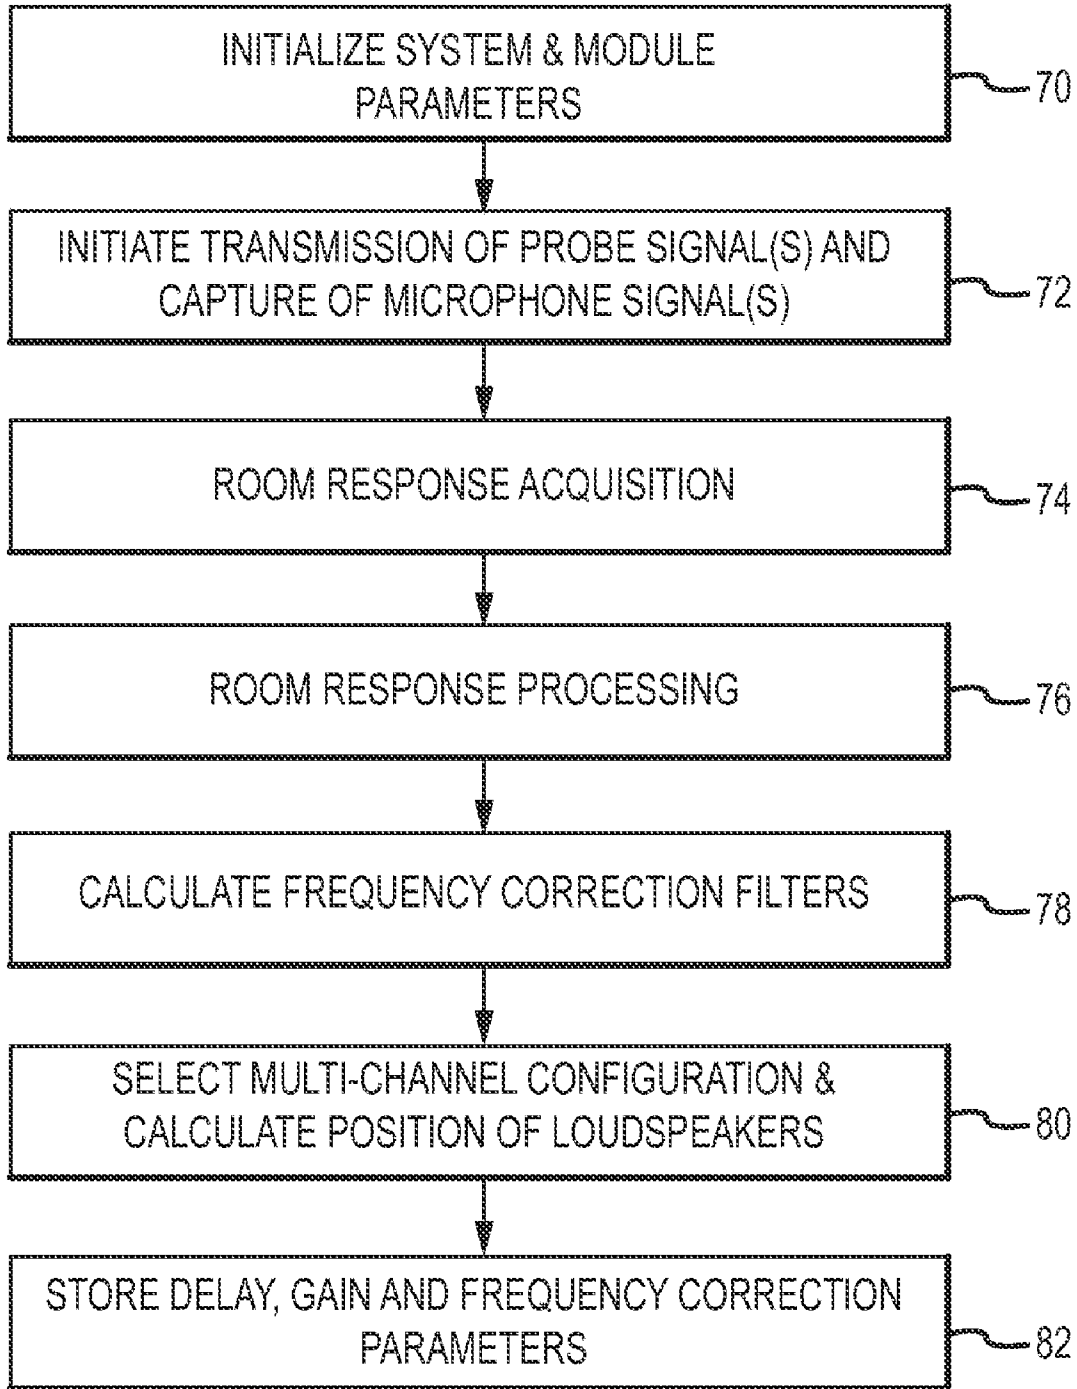 INITIALIZE SYSTEM & MODULE
PARAMETERS
70
INITIATE TRANSMISSION OF PROBE SIGNAL(S) AND
CAPTURE OF MICROPHONE SIGNAL(S)
72
ROOM RESPONSE ACQUISITION
74
ROOM RESPONSE PROCESSING
76
CALCULATE FREQUENCY CORRECTION FILTERS
78
SELECT MULTI-CHANNEL CONFIGURATION &
CALCULATE POSITION OF LOUDSPEAKERS
80
STORE DELAY, GAIN AND FREQUENCY CORRECTION
PARAMETERS
82